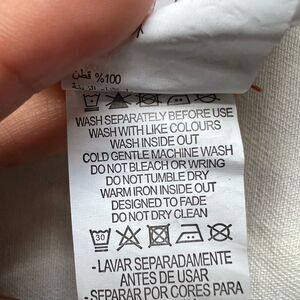 100% قطن
WASH SEPARATELY BEFORE USE
WASH WITH LIKE COLOURS
WASH INSIDE OUT
COLD GENTLE MACHINE WASH
DO NOT BLEACH OR WRING
DO NOT TUMBLE DRY
WARM IRON INSIDE OUT
DESIGNED TO FADE
DO NOT DRY CLEAN
30
- LAVAR SEPARADAMENTE
ANTES DE USAR
- SEPARAR POR CORES PARA